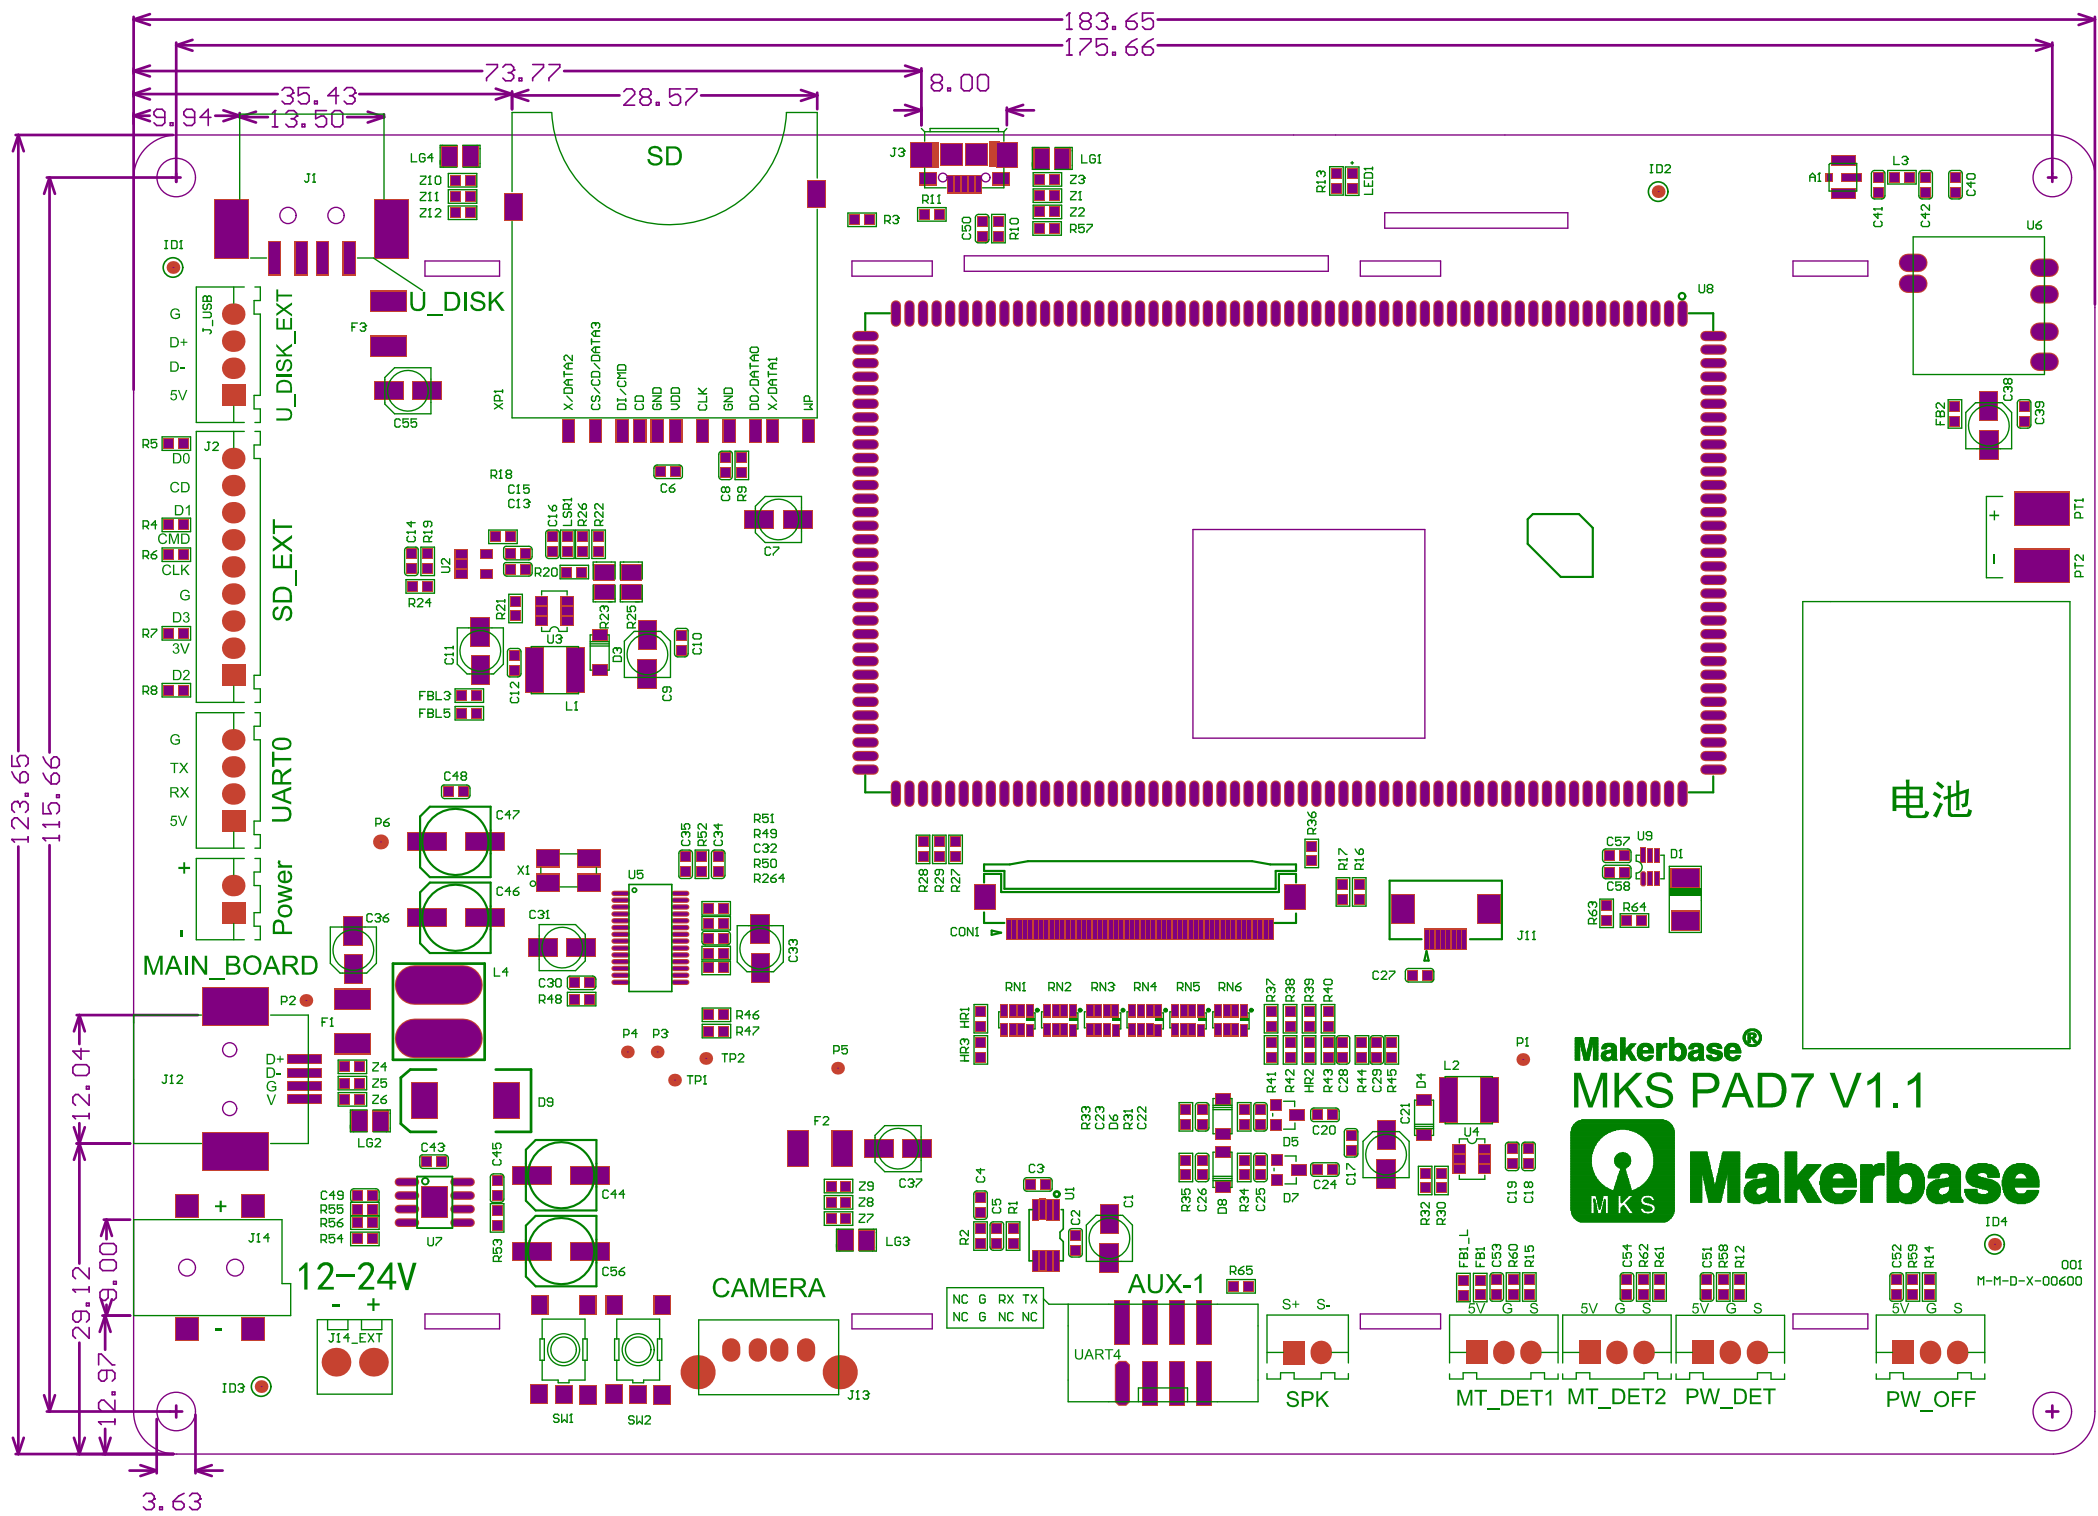 183.65
175.66
73.77
8.00
35.43
28.57
9.94
13.50
J1
LG4
Z10
Z11
Z12
SD
J3
LG1
Z3
Z1
Z2
R57
R11
R3
C50
R10
R13
LED1
ID2
A1
L3
C41
C42
C40
U6
ID1
J_USB
G
D+
D-
5V
U_DISK_EXT
U_DISK
F3
C55
XP1
X/DATA2
CS/CD/DATA3
DI/CMD
CD
GND
VDD
CLK
GND
DO/DATA0
X/DATA1
WP
U8
C38
FB2
C39
R5
J2
D0
CD
D1
R4
CMD
R6
CLK
G
D3
R7
3V
D2
R8
SD_EXT
R18
C15
C13
C6
C8
R9
C7
C14
R19
U2
C16
LSR1
R26
R22
R20
R24
R21
U3
R23
R25
C11
C12
D3
C10
C9
L1
FBL3
FBL5
+
-
PT1
PT2
电池
123.65
115.66
G
TX
RX
5V
UART0
+
-
Power
C48
P6
C47
C46
C36
X1
U5
C35
R52
C34
R51
R49
C32
R50
R264
C31
C33
C30
R48
R46
R47
R28
R29
R27
CON1
R36
R17
R16
J11
C27
C57
C58
U9
D1
R63
R64
MAIN_BOARD
P2
F1
L4
J12
D+
D-
G
V
Z4
Z5
Z6
LG2
D9
12.04
P4
P3
TP2
TP1
P5
HR1
HR3
RN1
RN2
RN3
RN4
RN5
RN6
R37
R38
R39
R40
R41
R42
HR2
R43
C28
R44
C29
R45
P1
Makerbase®
MKS PAD7 V1.1
MKS
Makerbase
L2
D4
C21
U4
C19
C18
R32
R30
R33
C23
D6
R31
C22
D5
C20
C17
D7
C24
R35
C26
D8
R34
C25
F2
C37
Z9
Z8
Z7
LG3
C43
C45
C44
C49
R55
R56
R54
U7
R53
C56
C4
C3
U1
C1
R2
C5
R1
C2
29.12
9.00
12.97
+
J14
-
12-24V
- +
J14_EXT
ID3
SW1
SW2
CAMERA
J13
NC G RX TX
NC G NC NC
AUX-1
UART4
R65
S+ S-
SPK
FB1_L
FB1
C53
R60
R15
5V G S
MT_DET1
C54
R62
R61
5V G S
MT_DET2
C51
R58
R12
5V G S
PW_DET
C52
R59
R14
5V G S
PW_OFF
ID4
001
M-M-D-X-00600
3.63